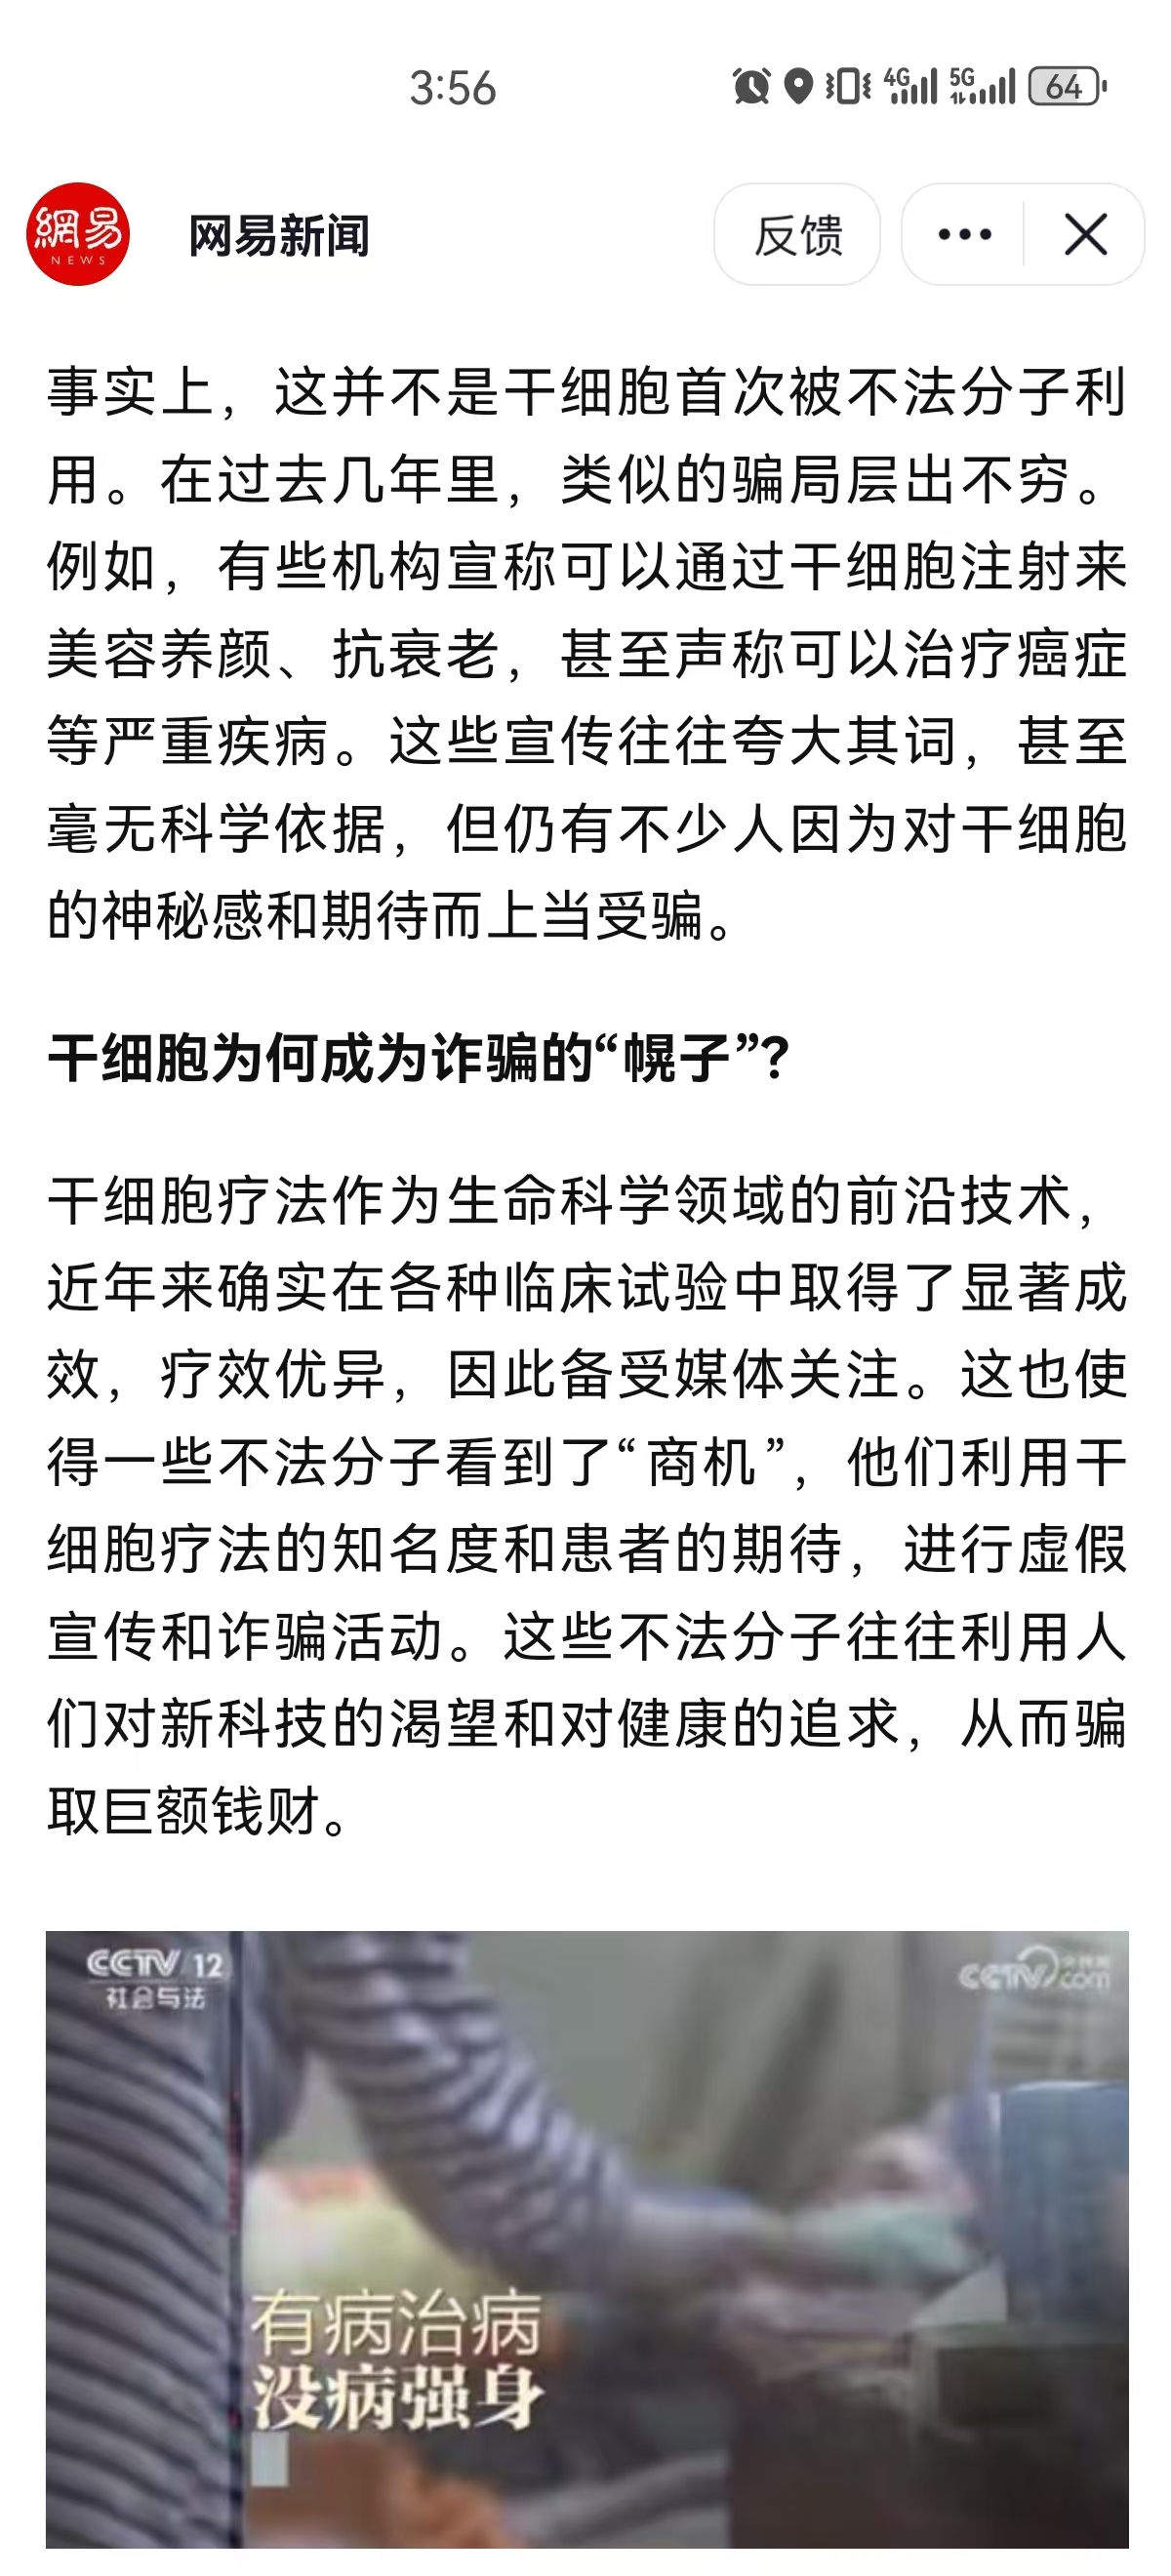 3:56
4G
5G
64
網易
NEWS
网易新闻
反馈
事实上，这并不是干细胞首次被不法分子利
用。在过去几年里，类似的骗局层出不穷。
例如，有些机构宣称可以通过干细胞注射来
美容养颜、抗衰老，甚至声称可以治疗癌症
等严重疾病。这些宣传往往夸大其词，甚至
毫无科学依据，但仍有不少人因为对干细胞
的神秘感和期待而上当受骗。
干细胞为何成为诈骗的“幌子”？
干细胞疗法作为生命科学领域的前沿技术，
近年来确实在各种临床试验中取得了显著成
效，疗效优异，因此备受媒体关注。这也使
得一些不法分子看到了“商机”，他们利用干
细胞疗法的知名度和患者的期待，进行虚假
宣传和诈骗活动。这些不法分子往往利用人
们对新科技的渴望和对健康的追求，从而骗
取巨额钱财。
CCTV 12
社会与法
CCTV.com
有病治病
没病强身